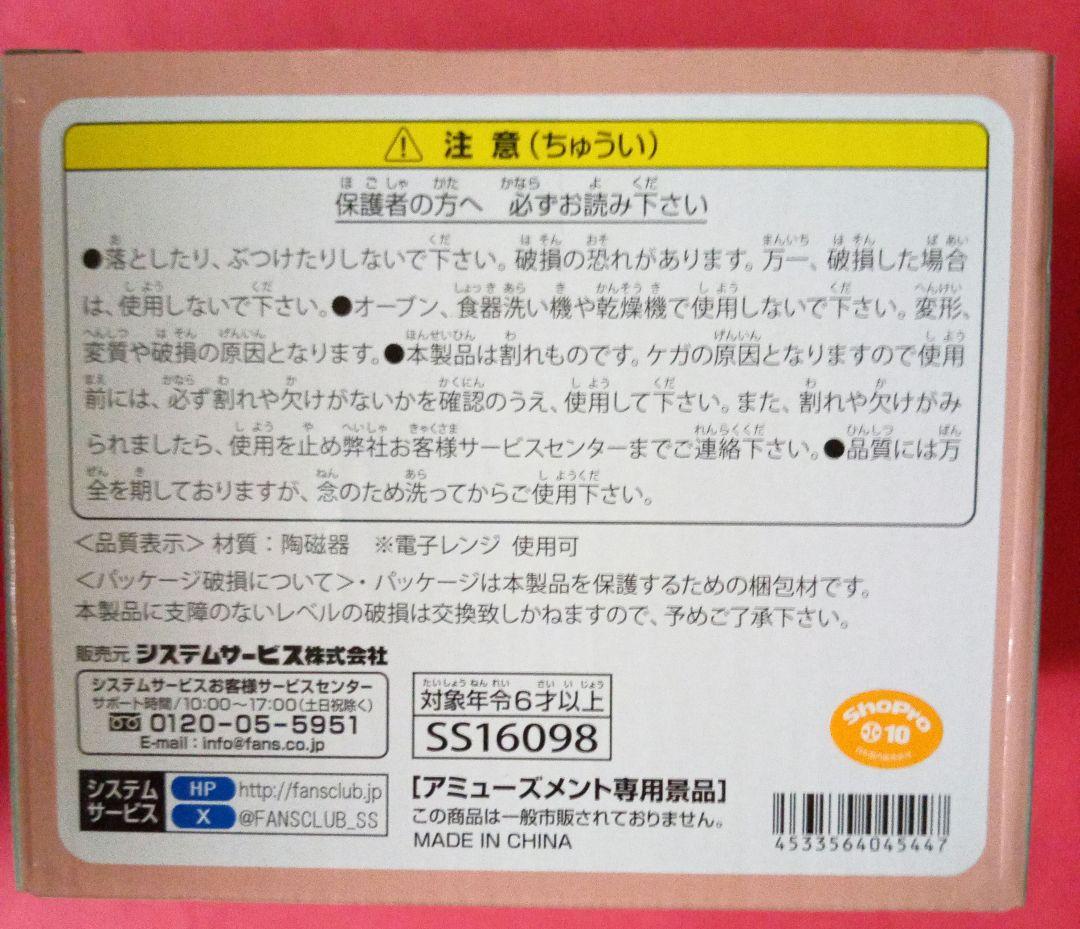 注意(ちゅうい)
保護者の方へ 必ずお読み下さい
●落としたり、ぶつけたりしないで下さい。破損の恐れがあります。万一、破損した場合
は、使用しないで下さい。●オーブン、食器洗い機や乾燥機で使用しないで下さい。変形、
変質や破損の原因となります。●本製品は割れものです。ケガの原因となりますので使用
前には、必ず割れや欠けがないかを確認のうえ、使用して下さい。また、割れや欠けがみ
られましたら、使用を止め弊社お客様サービスセンターまでご連絡下さい。●品質には万
全を期しておりますが、念のため洗ってからご使用下さい。
<品質表示>材質:陶磁器 ※電子レンジ 使用可
<パッケージ破損について>・パッケージは本製品を保護するための梱包材です。
本製品に支障のないレベルの破損は交換致しかねますので、予めご了承下さい。
販売元 システムサービス株式会社
システムサービスお客様サービスセンター
サポート時間/10:00~17:00(土日祝除く)
0120-05-5951
E-mail:info@fans.co.jp
システム
サービス
HP http://fansclub.jp
X @FANSCLUB_SS
対象年令6才以上
SS16098
[アミューズメント専用景品]
この商品は一般市販されておりません。
MADE IN CHINA
ShoPro
10
4533564045447